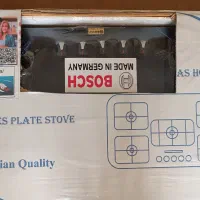 BOSCH
MADE IN GERMANY
AS H
ES PLATE STOVE
ian Quality